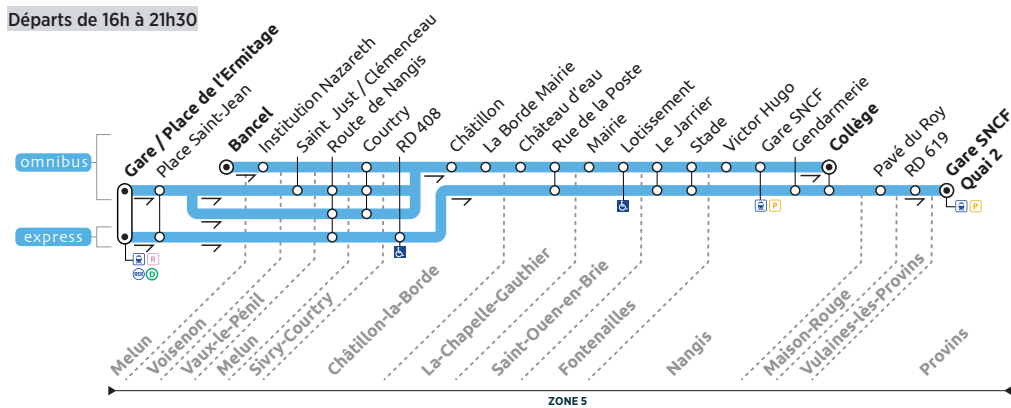 Départs de 16h à 21h30
omnibus
express
Gare / Place de l'Ermitage
Place Saint-Jean
Bancel
Institution Nazareth
Saint Just / Clémenceau
Route de Nangis
Courtry
RD 408
Châtillon
La Borde Mairie
Château d'eau
Rue de la Poste
Mairie
Lotissement
Le Jarrier
Stade
Victor Hugo
Gare SNCF
Gendarmerie
Collège
Pavé du Roy
RD 619
Gare SNCF
Quai 2
R
RER D
P
P
Melun
Voisenon
Vaux-le-Pénil
Melun
Sivry-Courtry
Châtillon-la-Borde
La-Chapelle-Gauthier
Saint-Ouen-en-Brie
Fontenailles
Nangis
Maison-Rouge
Vulaines-lès-Provins
Provins
ZONE 5